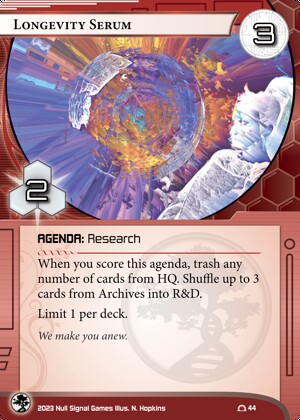 Longevity Serum
3
2
AGENDA: Research
When you score this agenda, trash any
number of cards from HQ. Shuffle up to 3
cards from Archives into R&D.
Limit 1 per deck.
We make you anew.
2023 Null Signal Games Illus. N. Hopkins
44